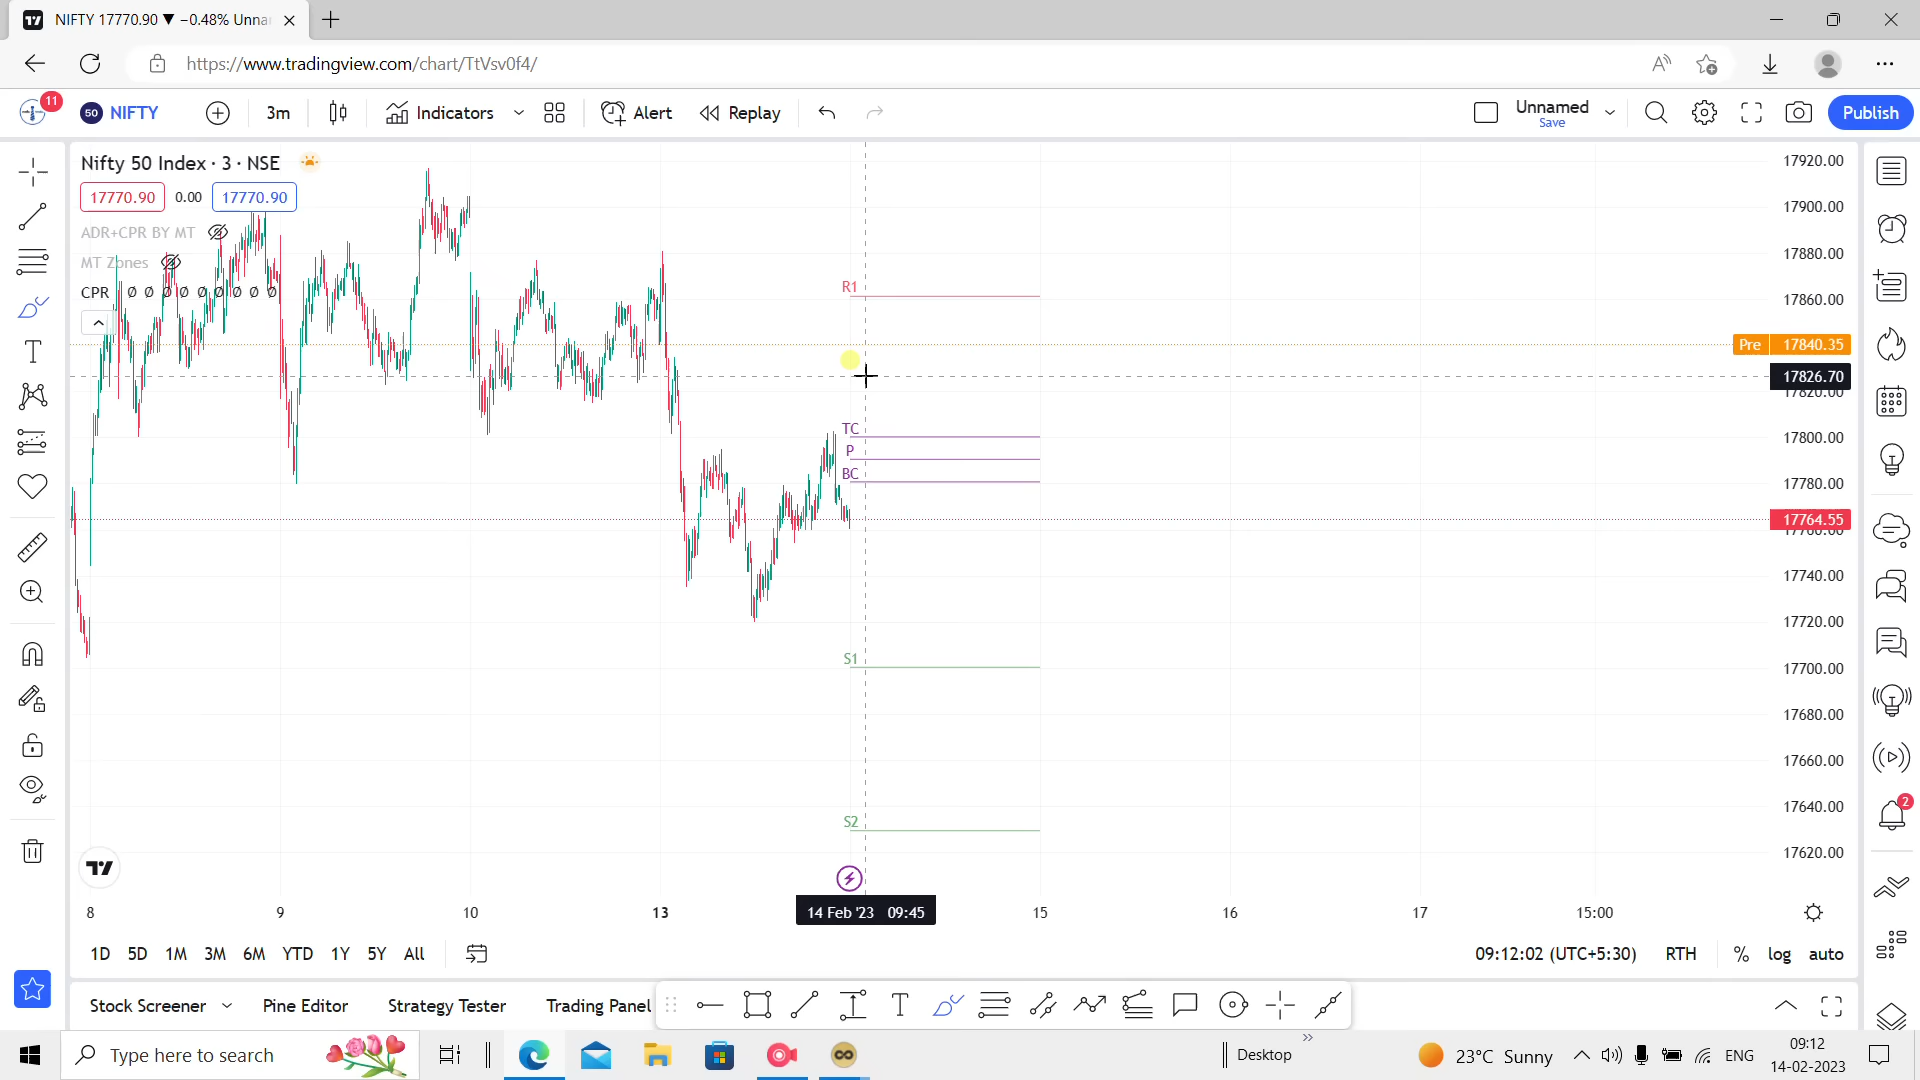 NIFTY 17770.90 ▼ −0.48% Unna
https://www.tradingview.com/chart/TtVsv0f4/
11
50 NIFTY
3m
Indicators
Alert
Replay
Unnamed
Save
Publish
Nifty 50 Index · 3 · NSE
17770.90 0.00 17770.90
ADR+CPR BY MT
MT Zones
CPR Ø Ø Ø Ø Ø Ø Ø Ø Ø
R1
TC
P
BC
S1
S2
17920.00
17900.00
17880.00
17860.00
Pre 17840.35
17826.70
17820.00
17800.00
17780.00
17764.55
17760.00
17740.00
17720.00
17700.00
17680.00
17660.00
17640.00
17620.00
2
8 9 10 13 14 Feb '23 09:45 15 16 17 15:00
1D 5D 1M 3M 6M YTD 1Y 5Y All
09:12:02 (UTC+5:30) RTH % log auto
Stock Screener Pine Editor Strategy Tester Trading Panel
Type here to search
Desktop
23°C Sunny
ENG
09:12
14-02-2023